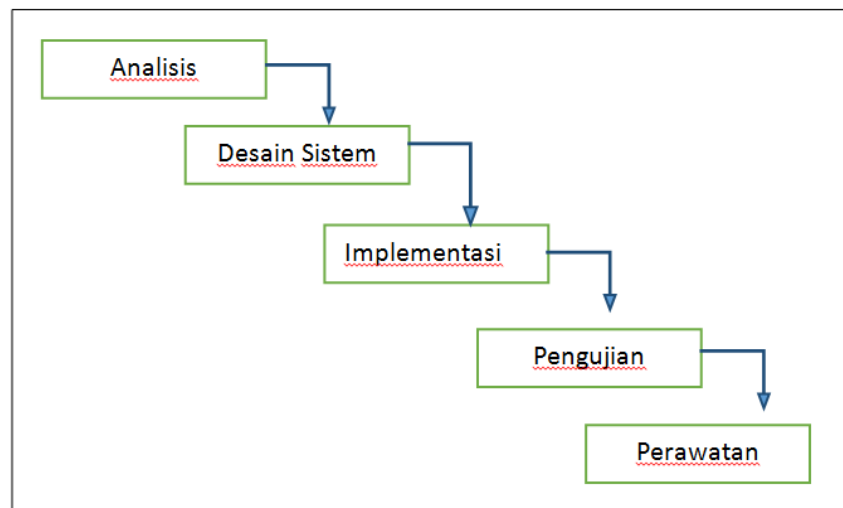 Analisis
Desain Sistem
Implementasi
Pengujian
Perawatan